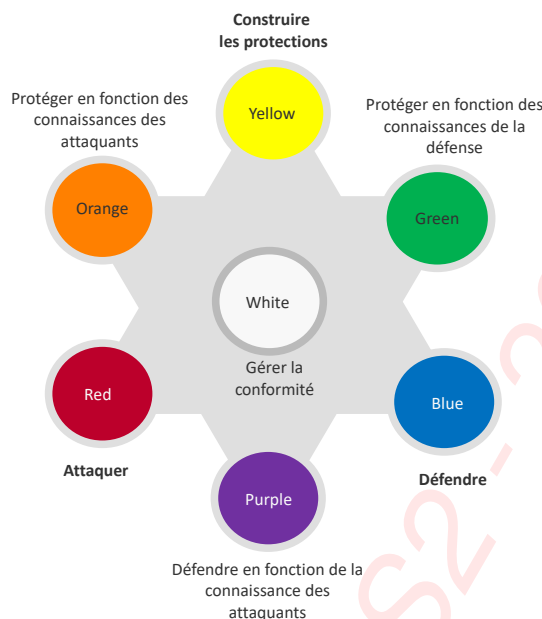 Construire
les protections
Yellow
Protéger en fonction des
connaissances des
attaquants
Orange
Protéger en fonction des
connaissances de la
défense
Green
White
Gérer la
conformité
Red
Attaquer
Blue
Défendre
Purple
Défendre en fonction de la
connaissance des
attaquants